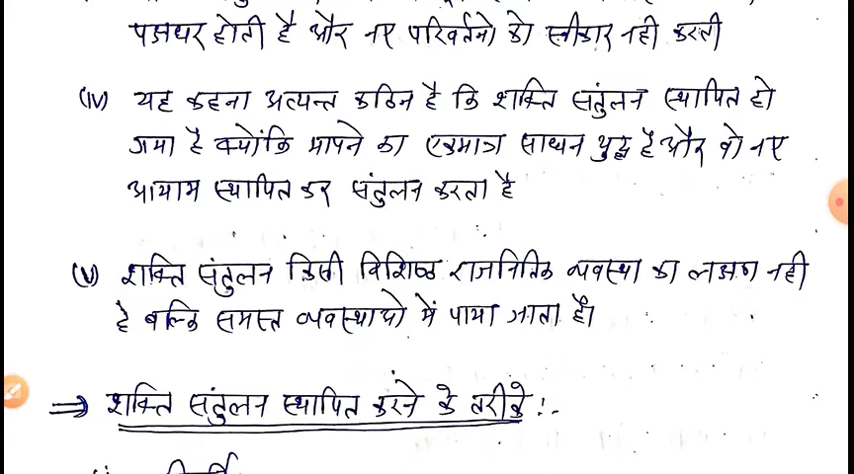 पक्षधर होती है और नए परिवर्तनो को स्वीकार नही करती
(iv) यह कहना अत्यन्त कठिन है कि शक्ति संतुलन स्थापित हो
गया है क्योंकि मापने का एकमात्र साधन युद्ध है और वो नए
आयाम स्थापित कर संतुलन करता है
(v) शक्ति संतुलन किसी विशिष्ट राजनितिक व्यवस्था का लक्षण नही
है बल्कि समस्त व्यवस्थाओ में पाया जाता है।
⇒ शक्ति संतुलन स्थापित करने के तरीके :-